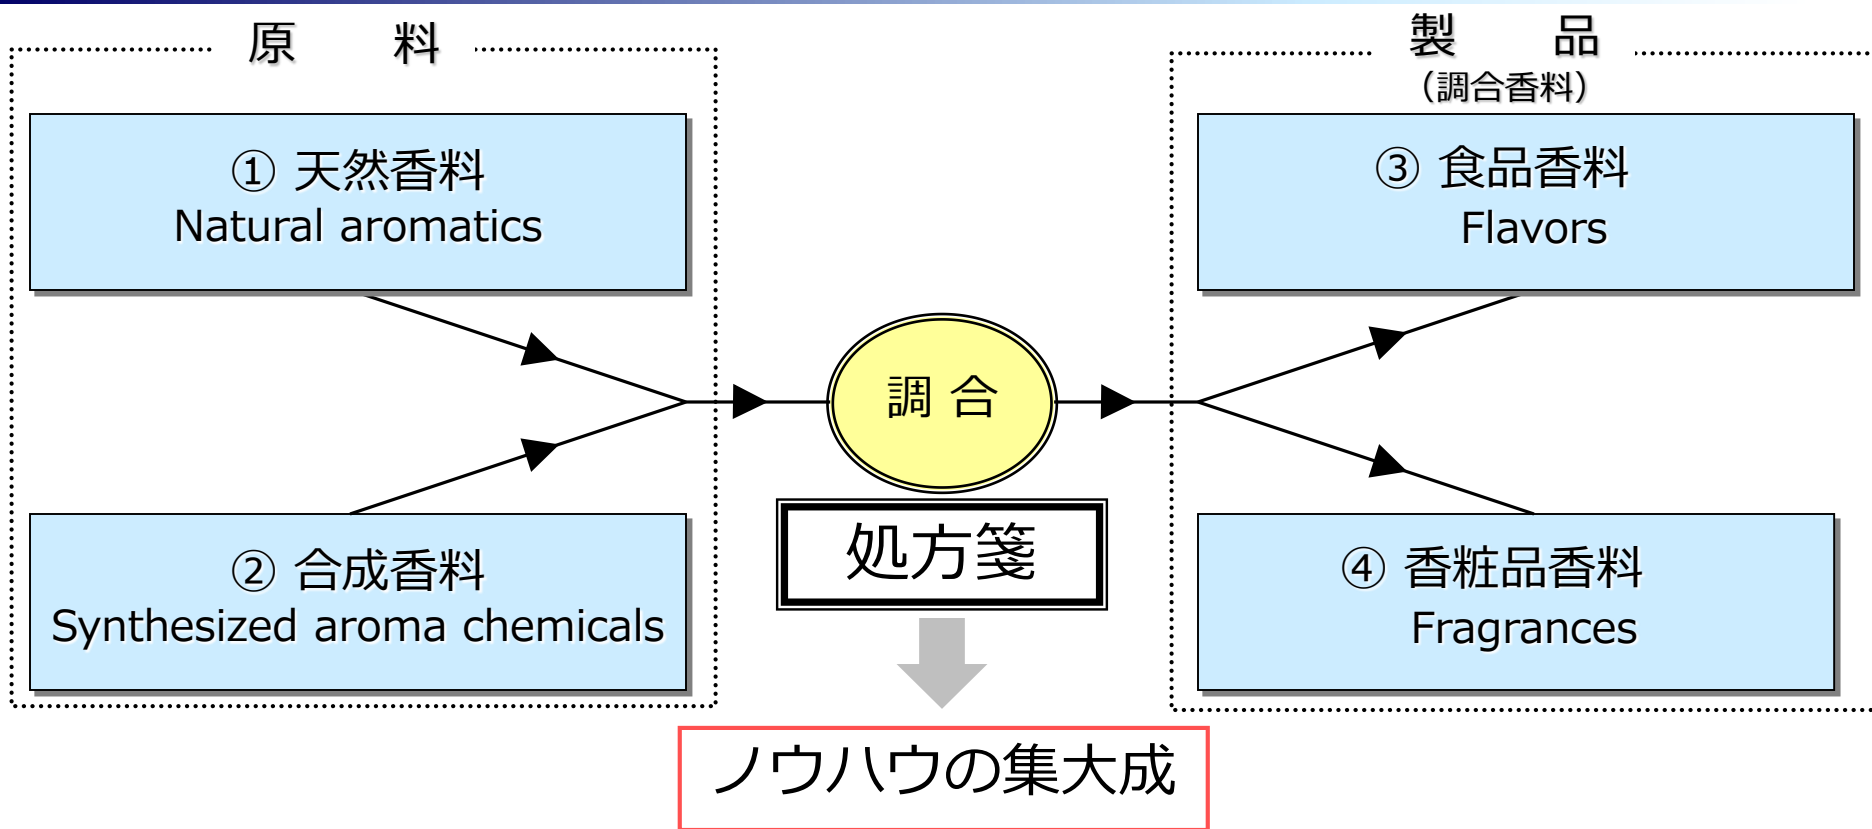 原 料
① 天然香料
Natural aromatics
② 合成香料
Synthesized aroma chemicals
調 合
処方箋
ノウハウの集大成
製 品
（調合香料）
③ 食品香料
Flavors
④ 香粧品香料
Fragrances